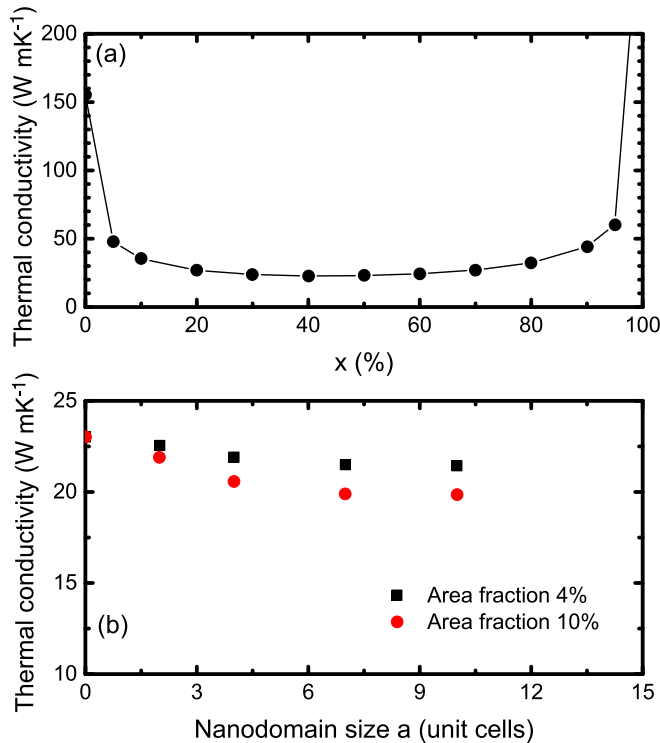 200
(a)
150
100
50
0
Thermal conductivity (W mK⁻¹)
0 20 40 60 80 100
x (%)
25
20
15
10
Thermal conductivity (W mK⁻¹)
Area fraction 4%
Area fraction 10%
(b)
0 3 6 9 12 15
Nanodomain size a (unit cells)